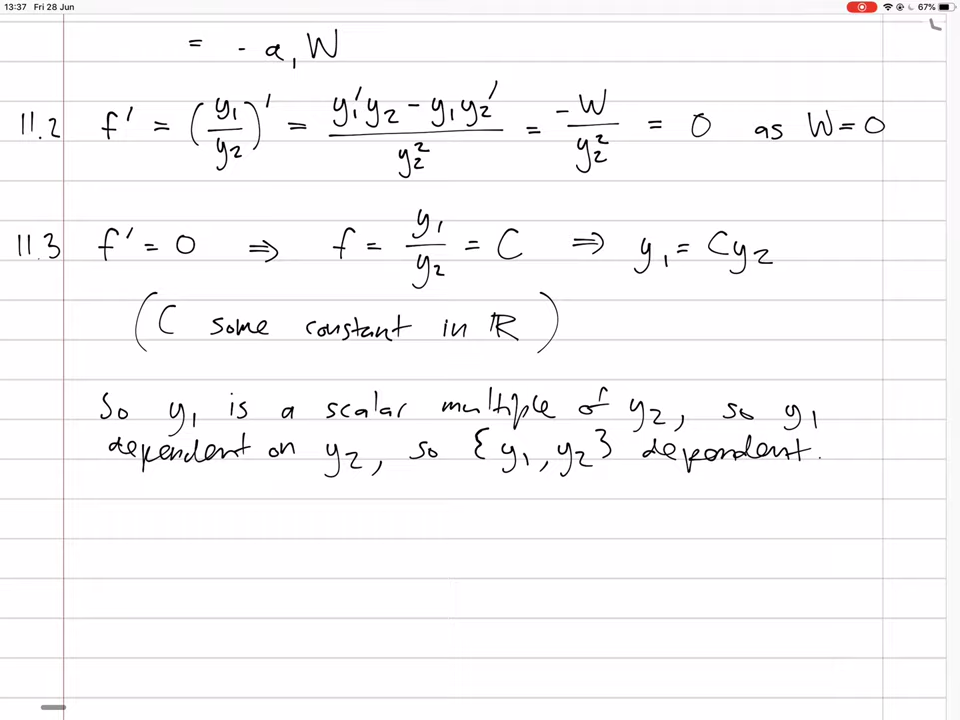 13:37 Fri 28 Jun 67%
= - a₁ W
11.2 f' = (y₁/y₂)' = (y₁'y₂ - y₁y₂')/y₂² = -W/y₂² = 0 as W=0
11.3 f' = 0 ⇒ f = y₁/y₂ = C ⇒ y₁ = Cy₂
(C some constant in ℝ)
So y₁ is a scalar multiple of y₂, so y₁
dependent on y₂, so {y₁, y₂} dependent.